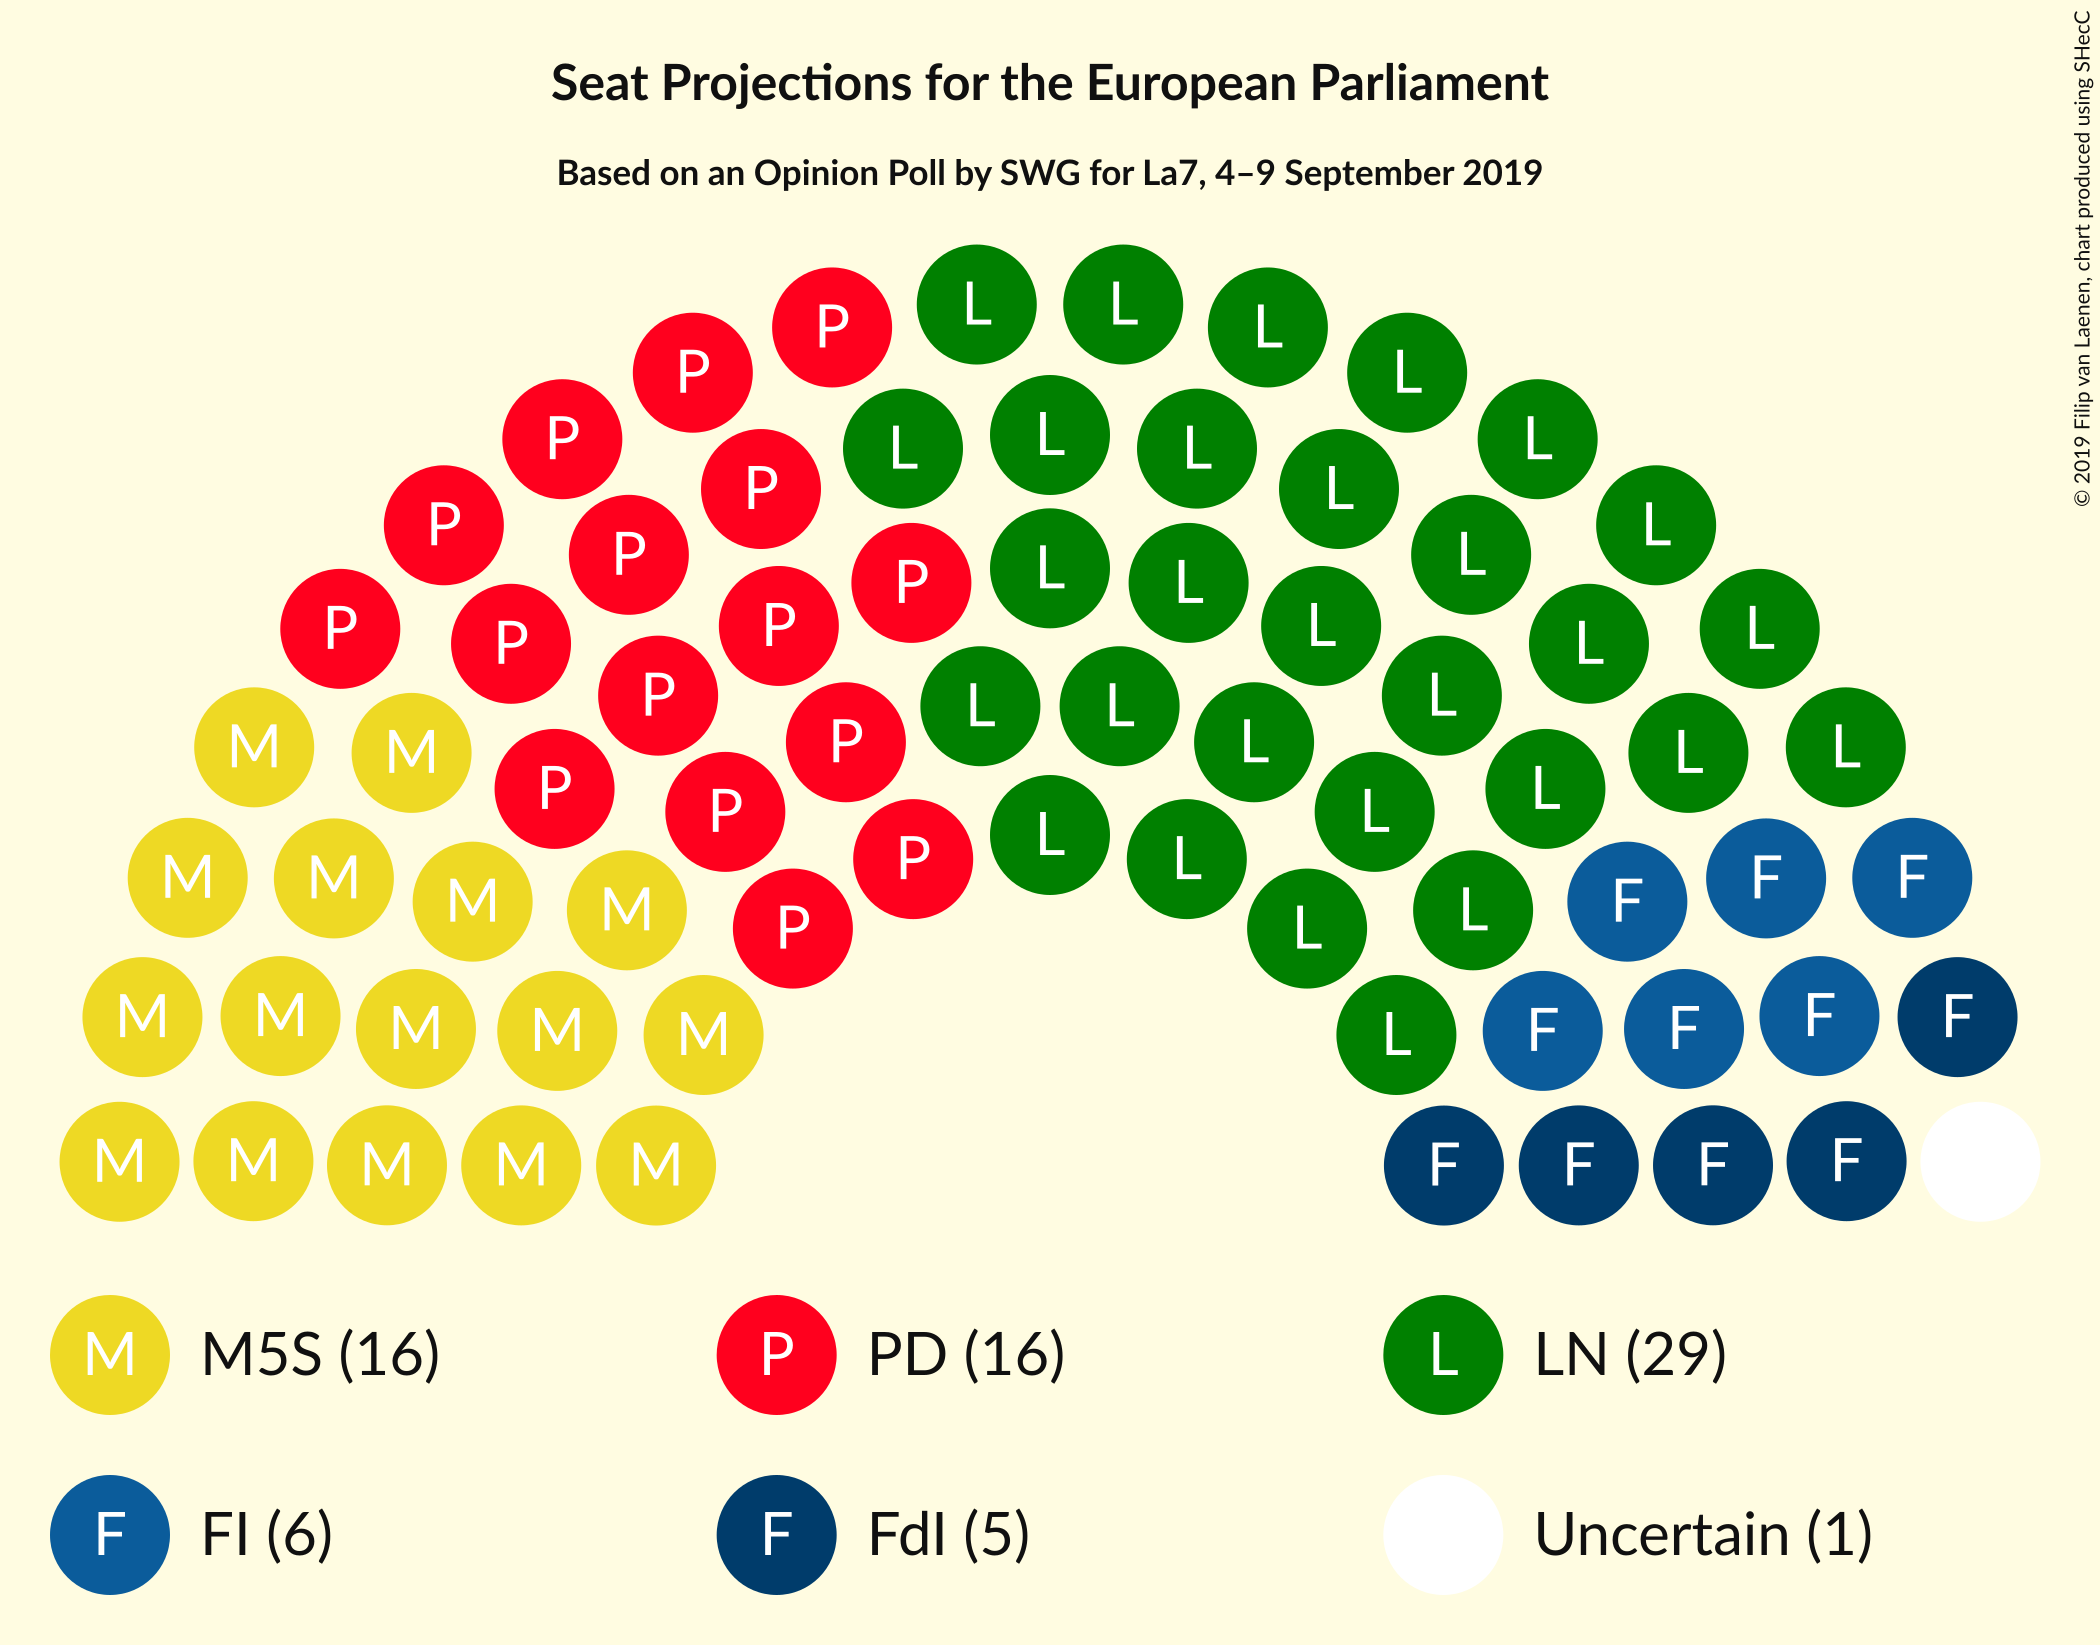 Seat Projections for the European Parliament
Based on an Opinion Poll by SWG for La7, 4–9 September 2019
© 2019 Filip van Laenen, chart produced using SHecC
L L
P L
P L
P L
L
P L L
P L
P L
P L
L
P L
P L
P L
P L
P L
P L
L L
P L
M L
M L
P L
P L
L
P L
M F
M F
M F
M L
P L
M F
M F
M F
M F
M L
M F
M F
M M M F F F
M M M5S (16) P PD (16) L LN (29)
F FI (6) F FdI (5) Uncertain (1)